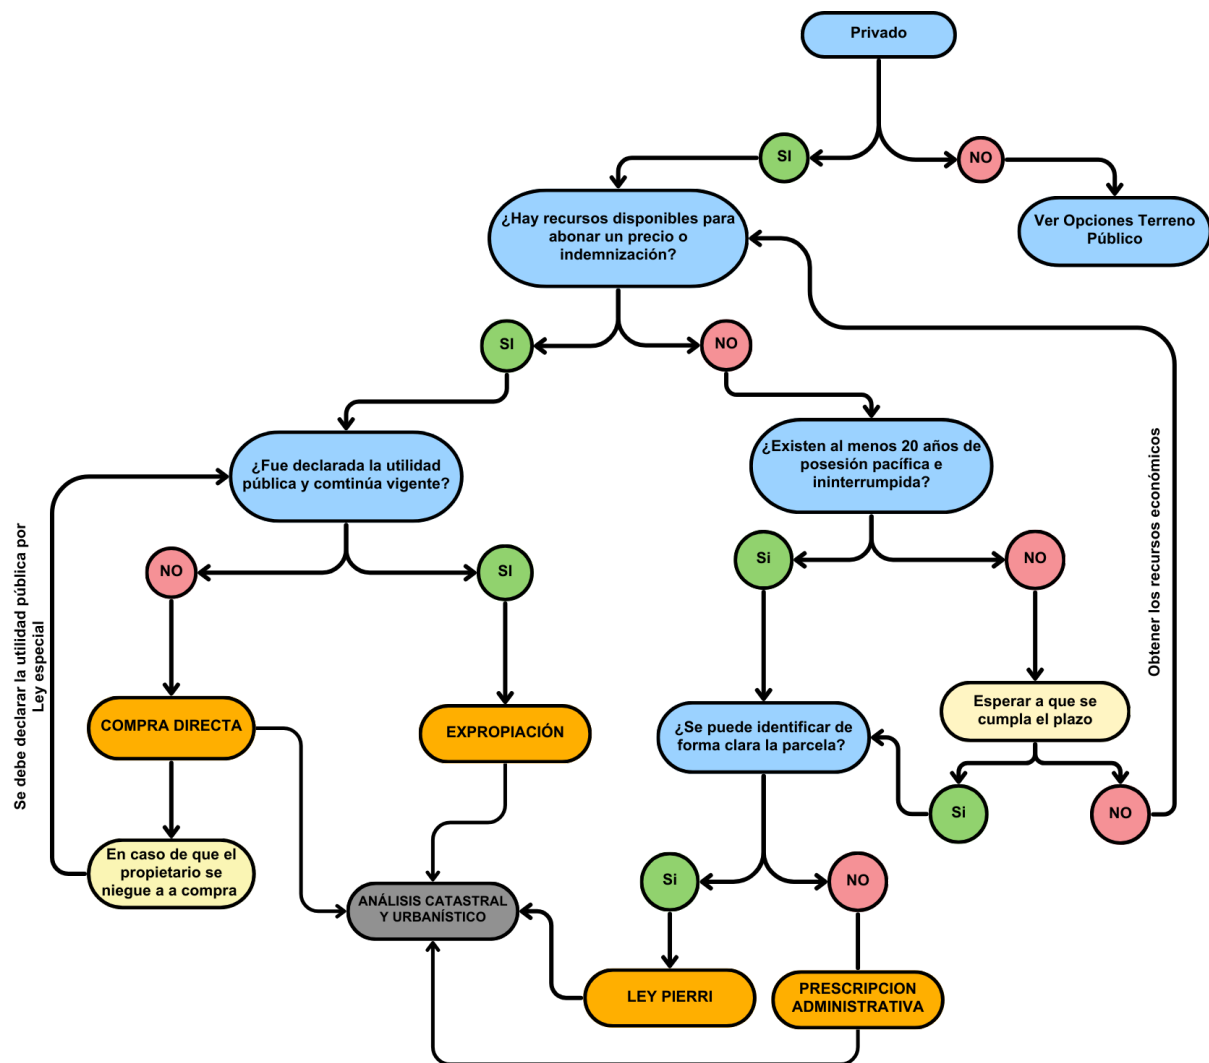 Privado
SI
NO
¿Hay recursos disponibles para
abonar un precio o
indemnización?
Ver Opciones Terreno
Público
SI
NO
¿Fue declarada la utilidad
pública y comtinúa vigente?
¿Existen al menos 20 años de
posesión pacífica e
ininterrumpida?
Obtener los recursos económicos
Se debe declarar la utilidad pública por
Ley especial
NO
SI
Si
NO
COMPRA DIRECTA
EXPROPIACIÓN
¿Se puede identificar de
forma clara la parcela?
Esperar a que se
cumpla el plazo
Si
NO
En caso de que el
propietario se
niegue a a compra
ANÁLISIS CATASTRAL
Y URBANÍSTICO
Si
NO
LEY PIERRI
PRESCRIPCION
ADMINISTRATIVA